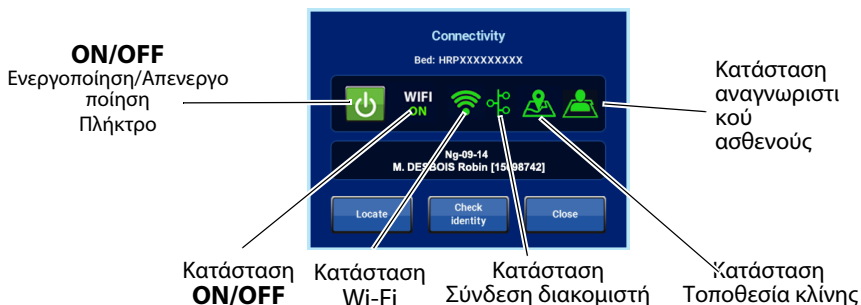 Connectivity
Bed: HRPXXXXXXXXX
ON/OFF
Ενεργοποίηση/Απενεργο
ποίηση
Πλήκτρο
WIFI
ON
Κατάσταση
αναγνωριστι
κού
ασθενούς
Ng-09-14
M. DESBOIS Robin [15698742]
Locate
Check
identity
Close
Κατάσταση
ON/OFF
Κατάσταση
Wi-Fi
Κατάσταση
Σύνδεση διακομιστή
Κατάσταση
Τοποθεσία κλίνης